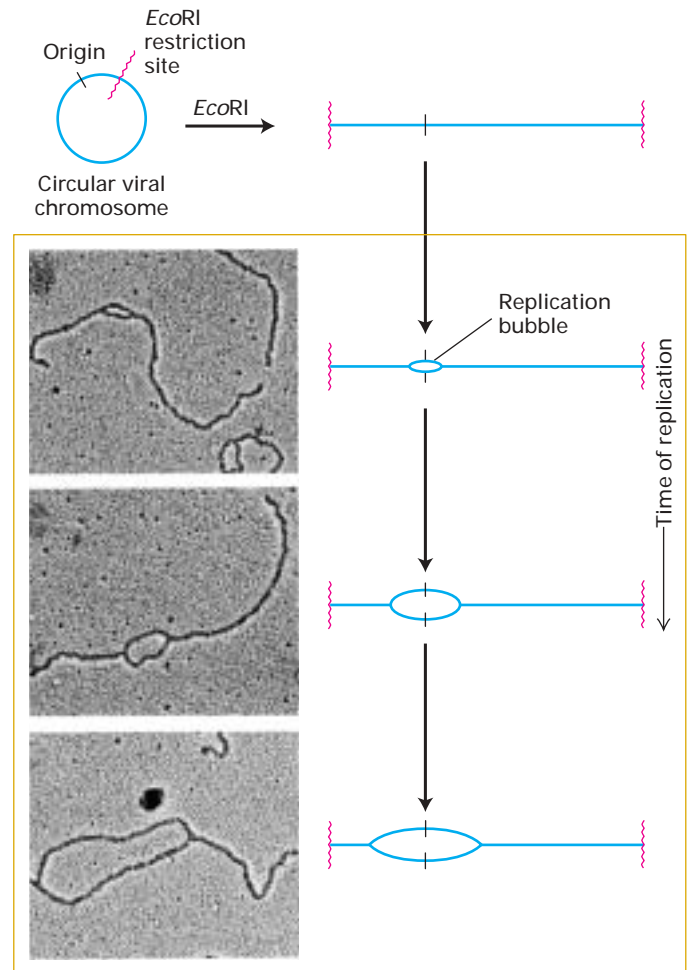 EcoRI
restriction
site
Origin
EcoRI
Circular viral
chromosome
Replication
bubble
Time of replication